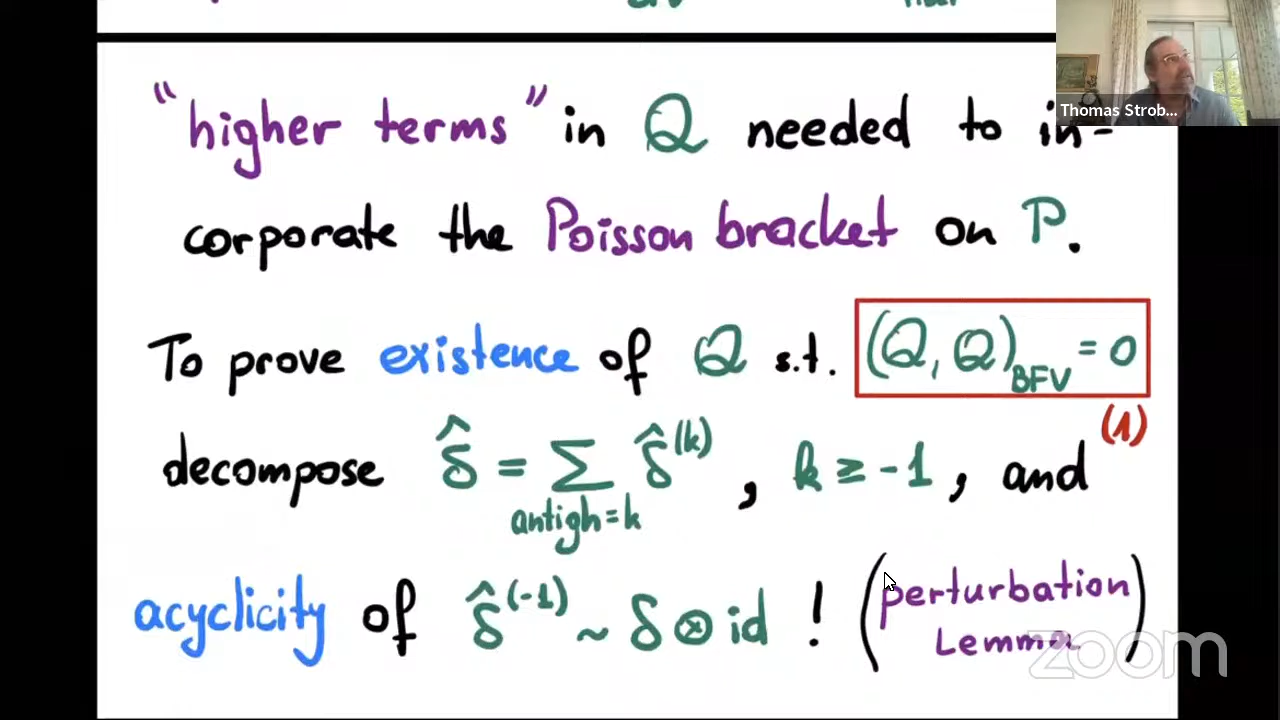 "higher terms" in Q needed to in-
corporate the Poisson bracket on P.
To prove existence of Q s.t. (Q, Q)_BFV = 0
(1)
decompose δ̂ = Σ δ̂^(k), k ≥ -1, and
antigh = k
acyclicity of δ̂^(-1) ~ δ ⊗ id ! (perturbation
Lemma)
Thomas Strob...
zoom